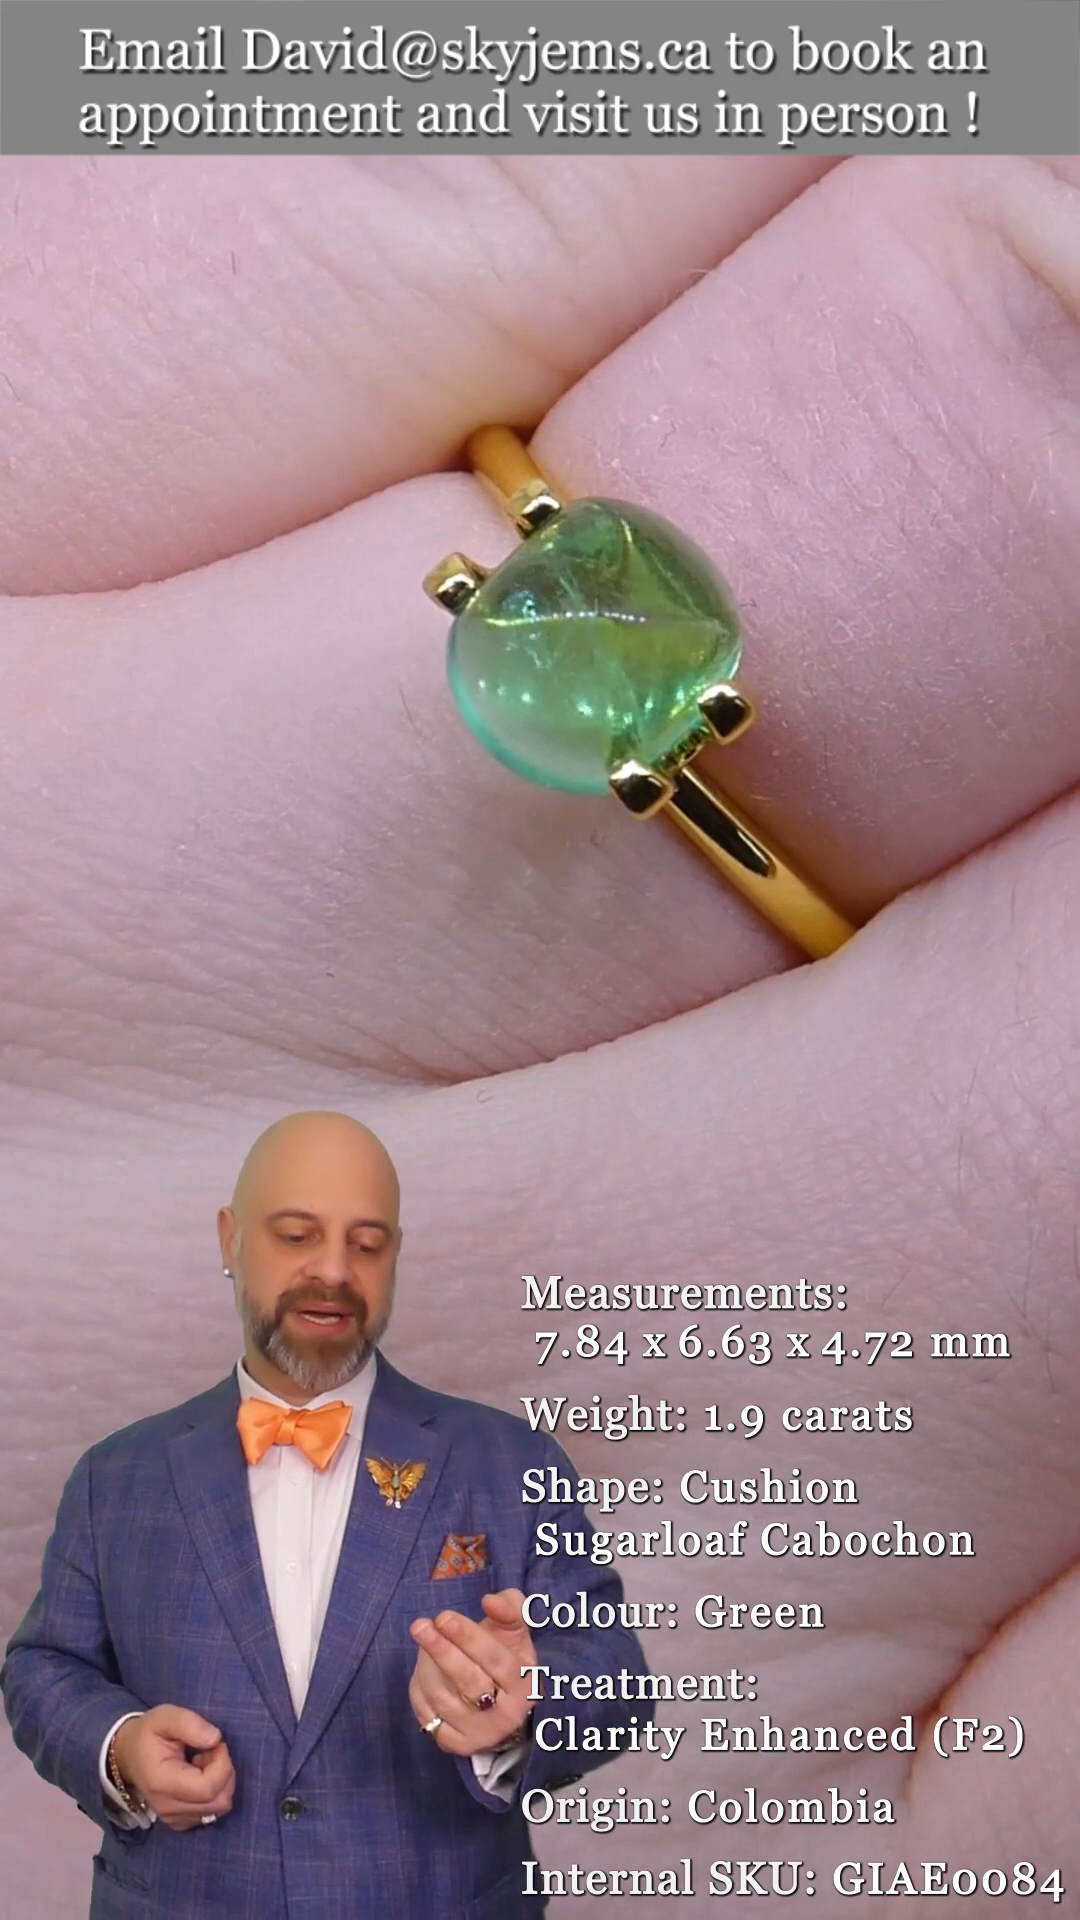 Email David@skyjems.ca to book an
appointment and visit us in person !
Measurements:
7.84 x 6.63 x 4.72 mm
Weight: 1.9 carats
Shape: Cushion
Sugarloaf Cabochon
Colour: Green
Treatment:
Clarity Enhanced (F2)
Origin: Colombia
Internal SKU: GIAE0084